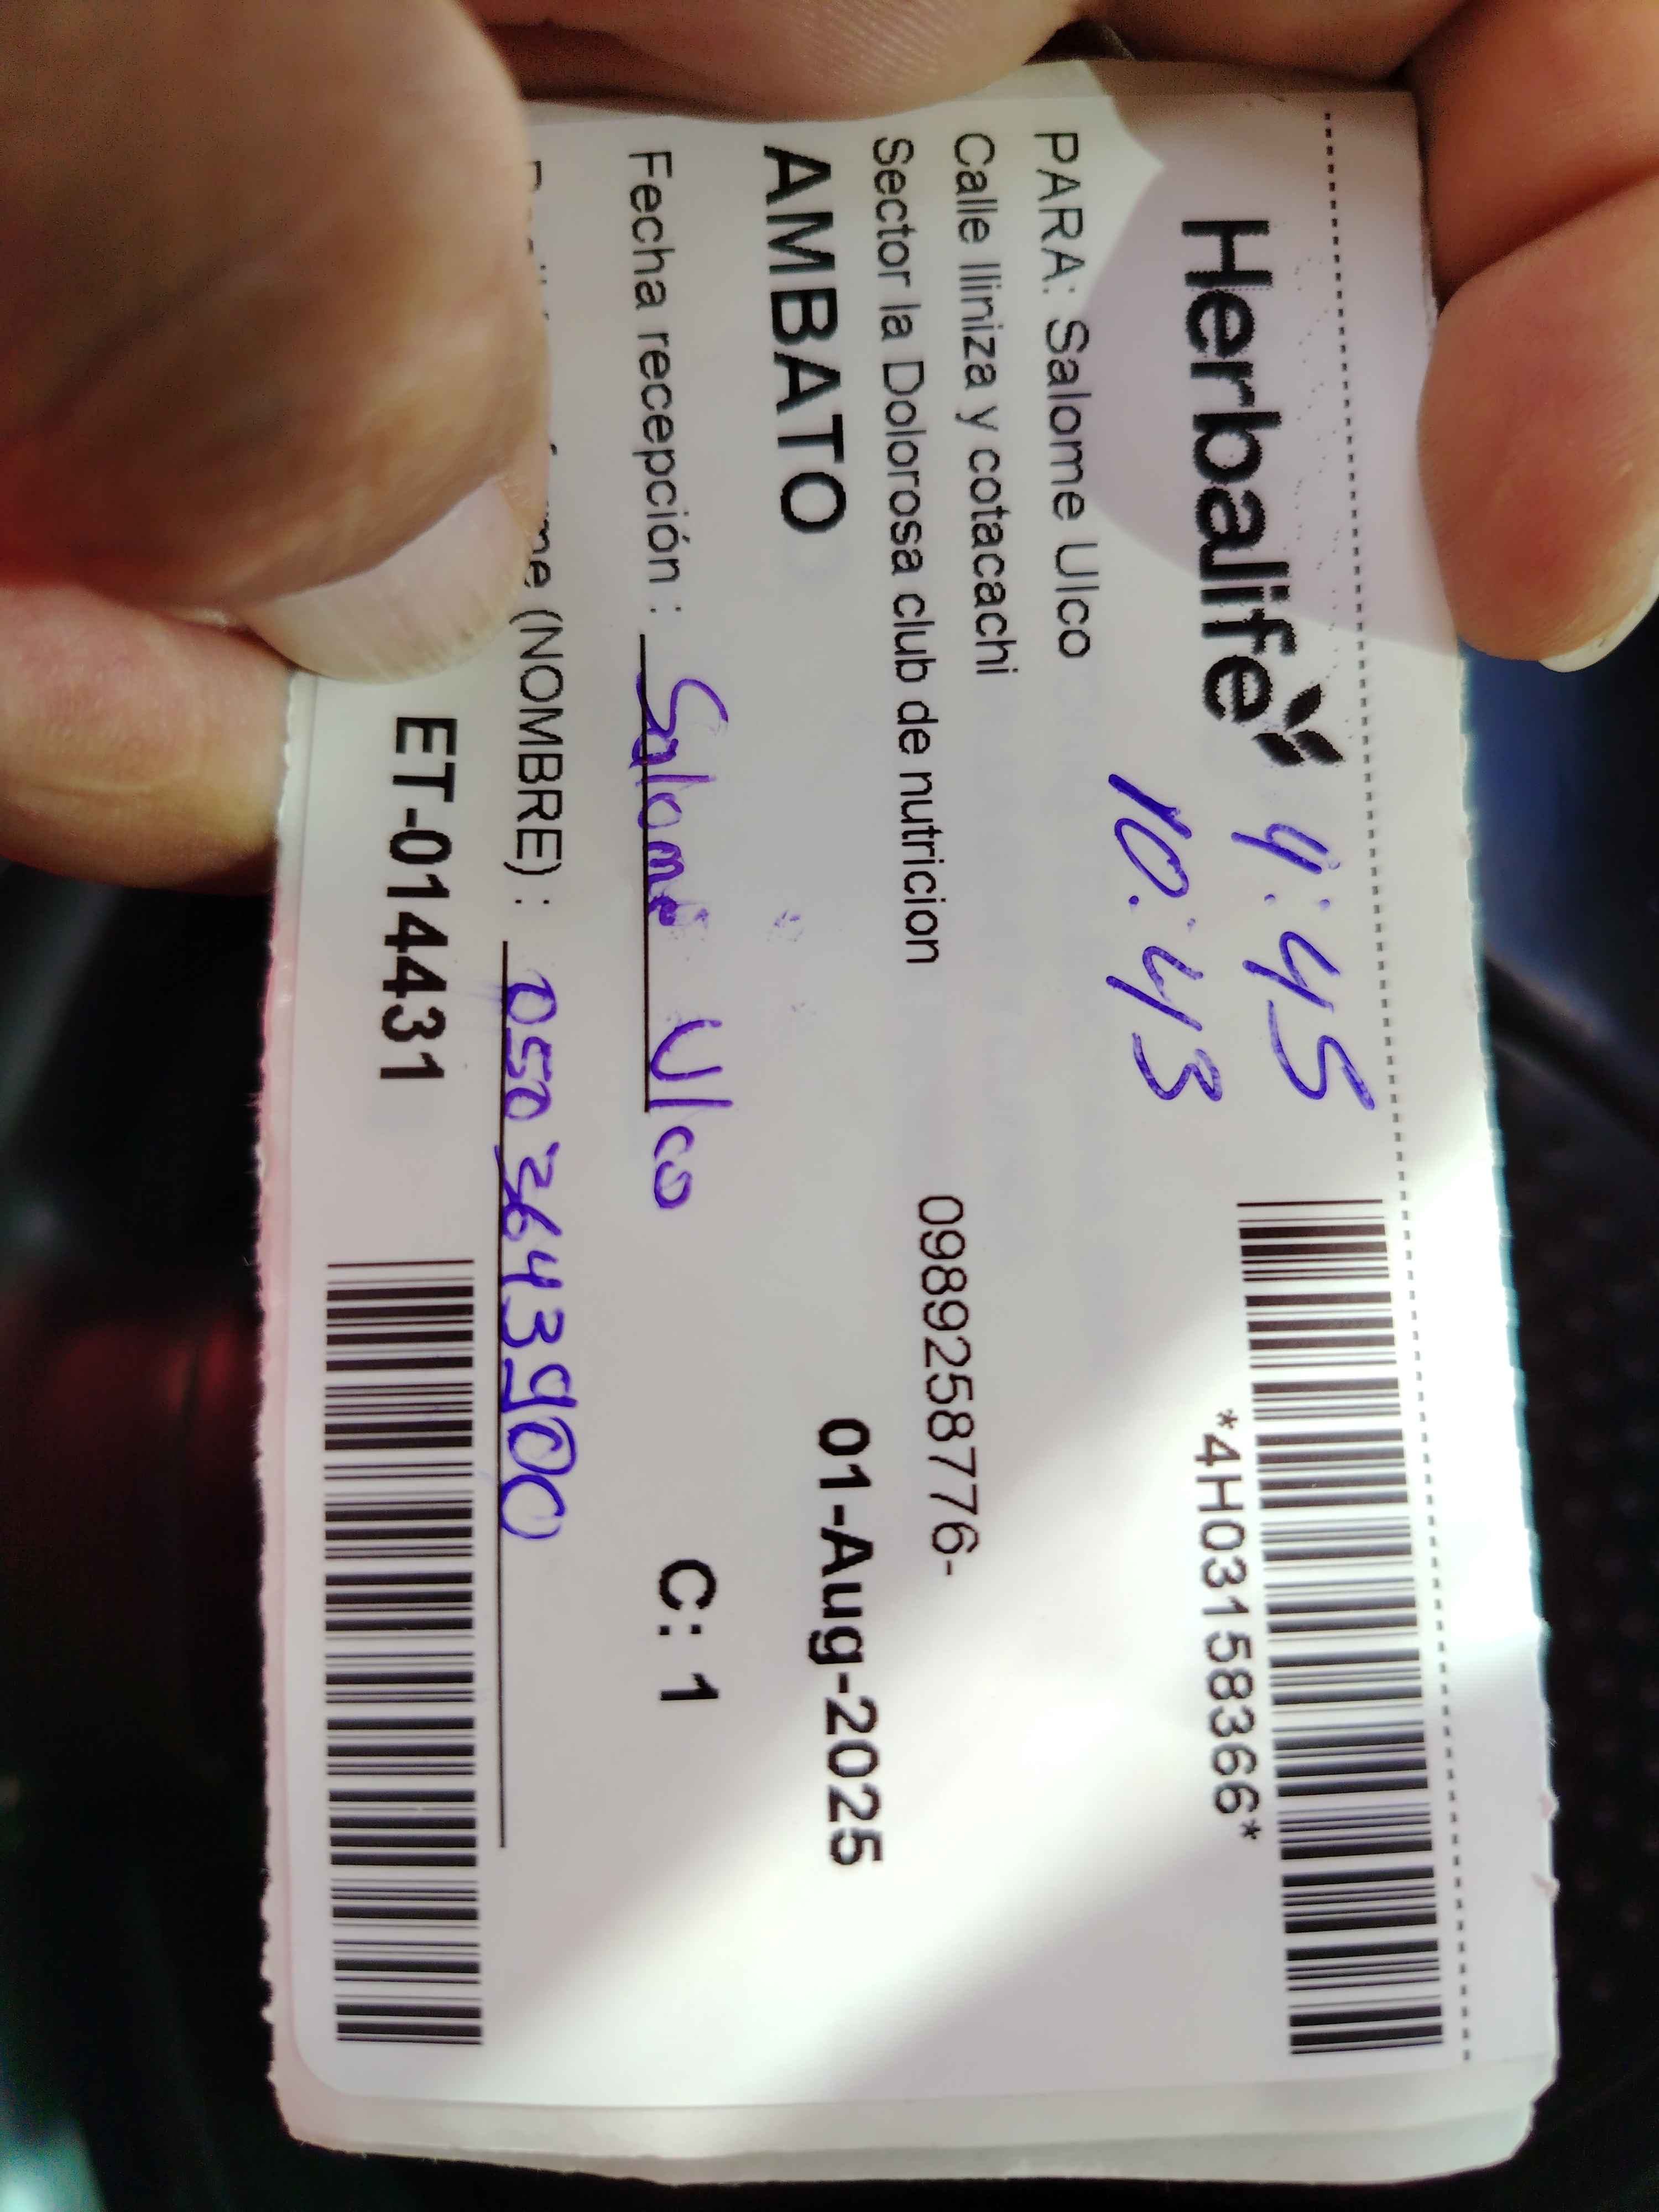 Herbalife
4:45
10:43
*4H03158366*
PARA: Salome Ulco
Calle Iliniza y cotacachi
Sector la Dolorosa club de nutricion 0989258776-
AMBATO 01-Aug-2025
Fecha recepción : Salome Ulco C: 1
(NOMBRE) : 0503643900
ET-014431